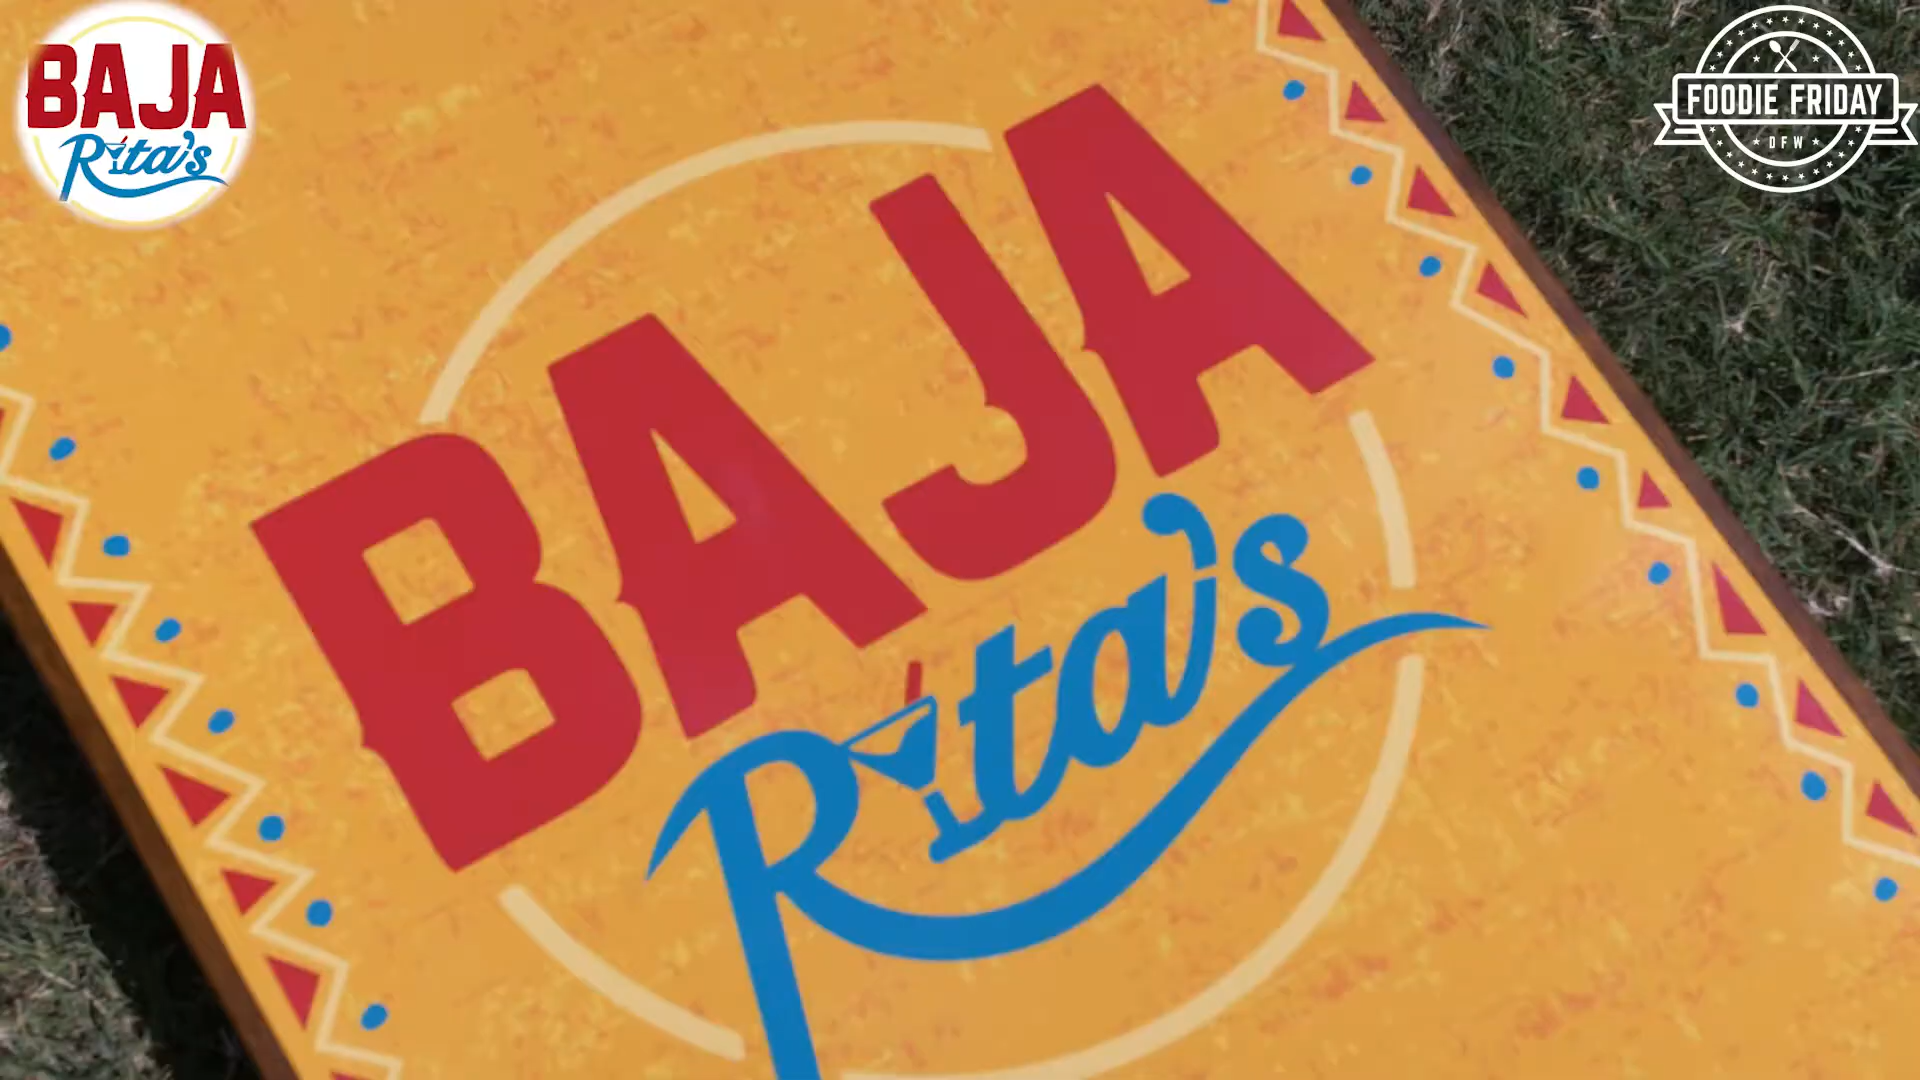 BAJA
Rita's
FOODIE FRIDAY
DFW
BAJA
Rita's